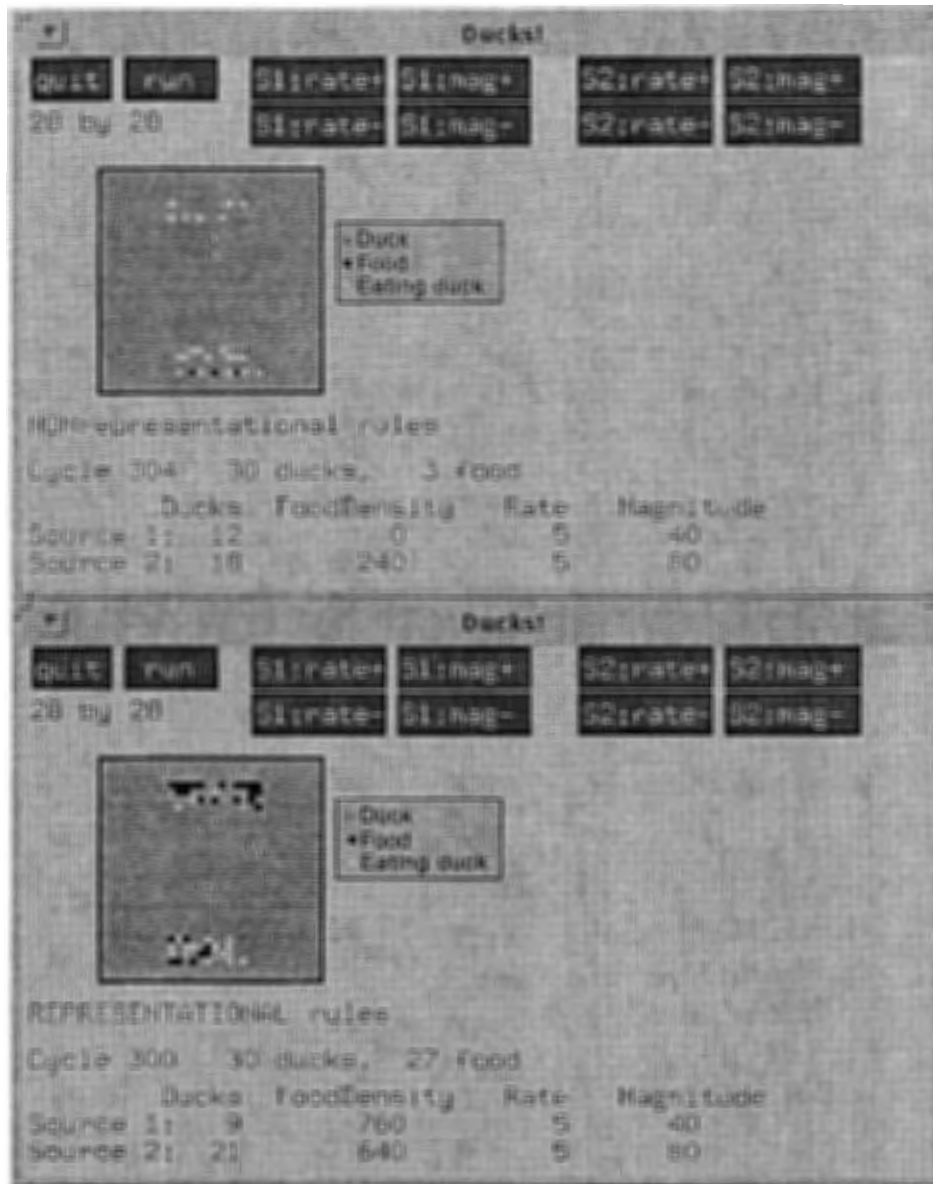 Ducks!
quit run S1:rate+ S1:mag+ S2:rate+ S2:mag+
20 by 20 S1:rate- S1:mag- S2:rate- S2:mag-
Duck
Food
Eating duck
NON-representational rules
Cycle 304 30 ducks, 3 food
Ducks FoodDensity Rate Magnitude
Source 1: 12 0 5 40
Source 2: 18 240 5 80
Ducks!
quit run S1:rate+ S1:mag+ S2:rate+ S2:mag+
20 by 20 S1:rate- S1:mag- S2:rate- S2:mag-
Duck
Food
Eating duck
REPRESENTATIONAL rules
Cycle 300 30 ducks, 27 food
Ducks FoodDensity Rate Magnitude
Source 1: 9 760 5 40
Source 2: 21 640 5 80